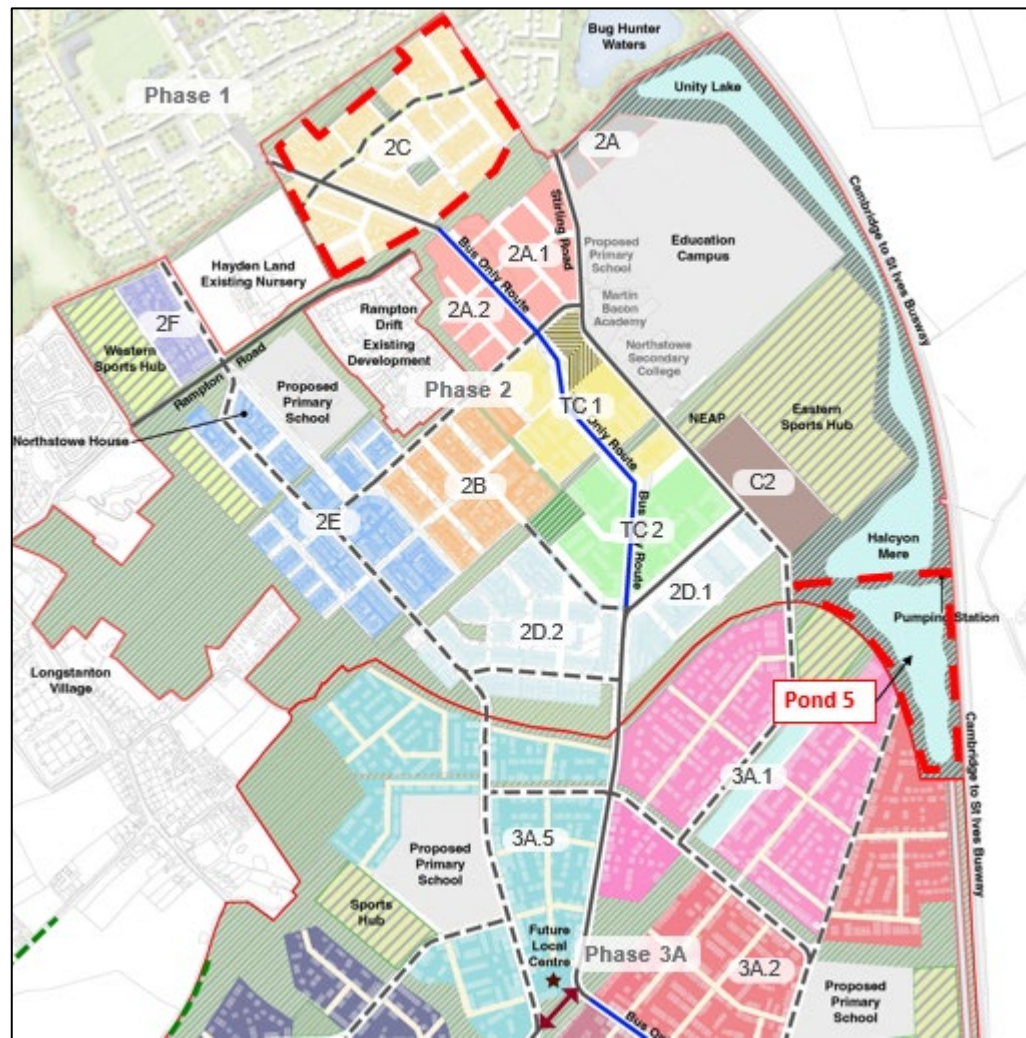 Bug Hunter
Waters
Unity Lake
Phase 1
2C
2A
Cambridge to St Ives Busway
Stirling Road
Proposed
Primary
School
Education
Campus
Hayden Land
Existing Nursery
Bus Only Route
2A.1
Martin
Bacon
Academy
2F
2A.2
Rampton
Drift
Existing
Development
Northstowe
Secondary
College
Western
Sports Hub
Rampton Road
Phase 2
Proposed
Primary
School
TC 1
Only Route
NEAP
Eastern
Sports Hub
Northstowe House
2B
C2
2E
TC 2
Bus
Route
Halcyon
Mere
2D.1
2D.2
Pumping Station
Longstanton
Village
Pond 5
3A.1
Cambridge to St Ives Busway
3A.5
Proposed
Primary
School
Sports
Hub
Future
Local
Centre
Phase 3A
3A.2
Proposed
Primary
School
Bus